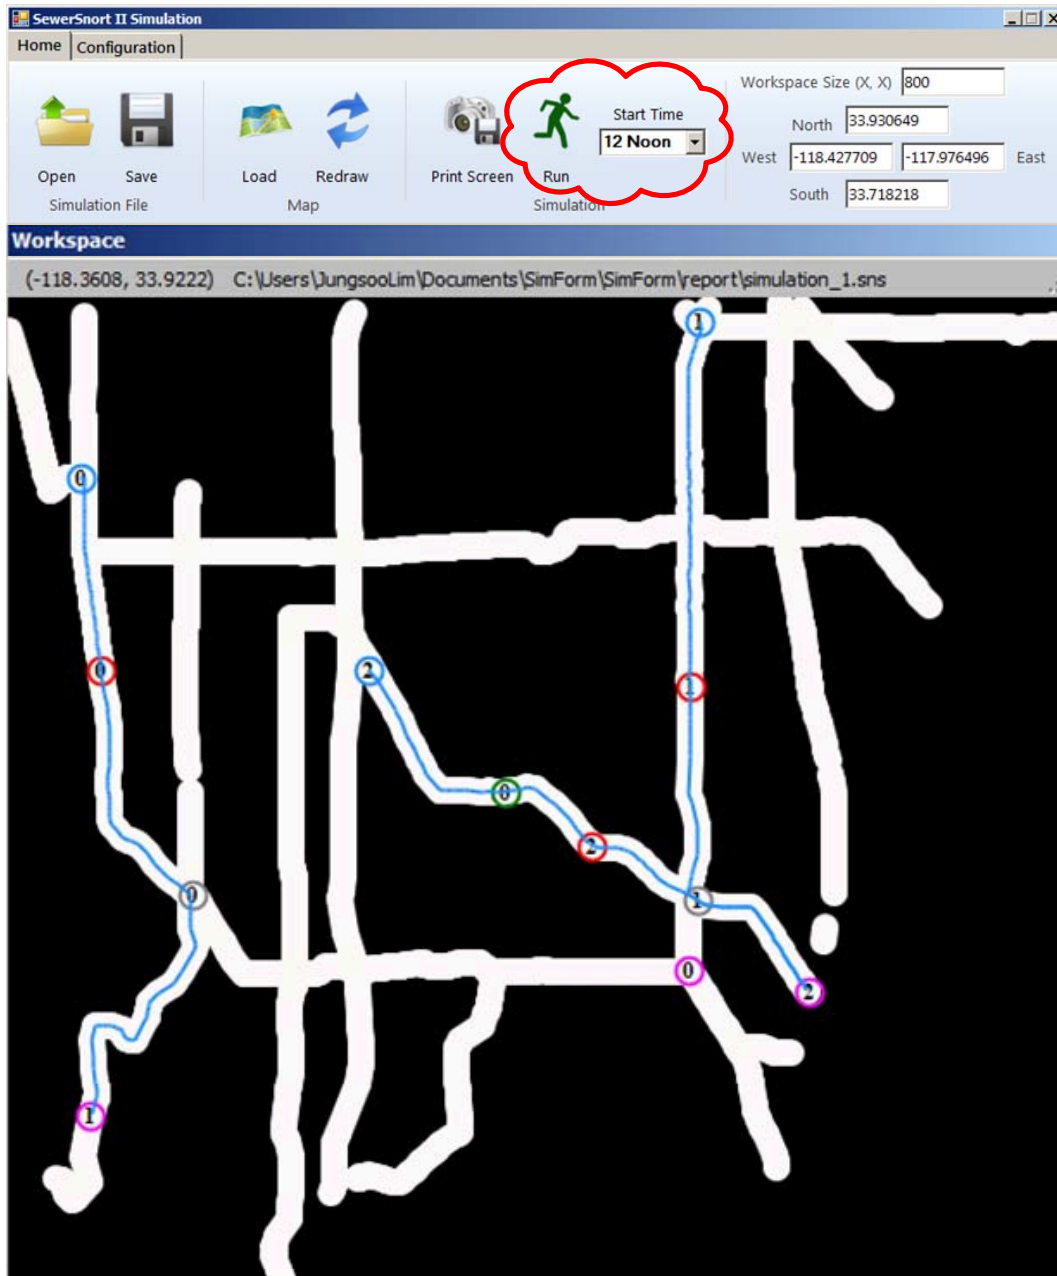 SewerSnort II Simulation
Home Configuration
Workspace Size (X, X) 800
Start Time
12 Noon
North 33.930649
West -118.427709 -117.976496 East
South 33.718218
Open Save Load Redraw Print Screen Run
Simulation File Map Simulation
Workspace
(-118.3608, 33.9222) C:\Users\JungsooLim\Documents\SimForm\SimForm\report\simulation_1.sns
1
0
0 2 1
0
2
0 1
0
2
1